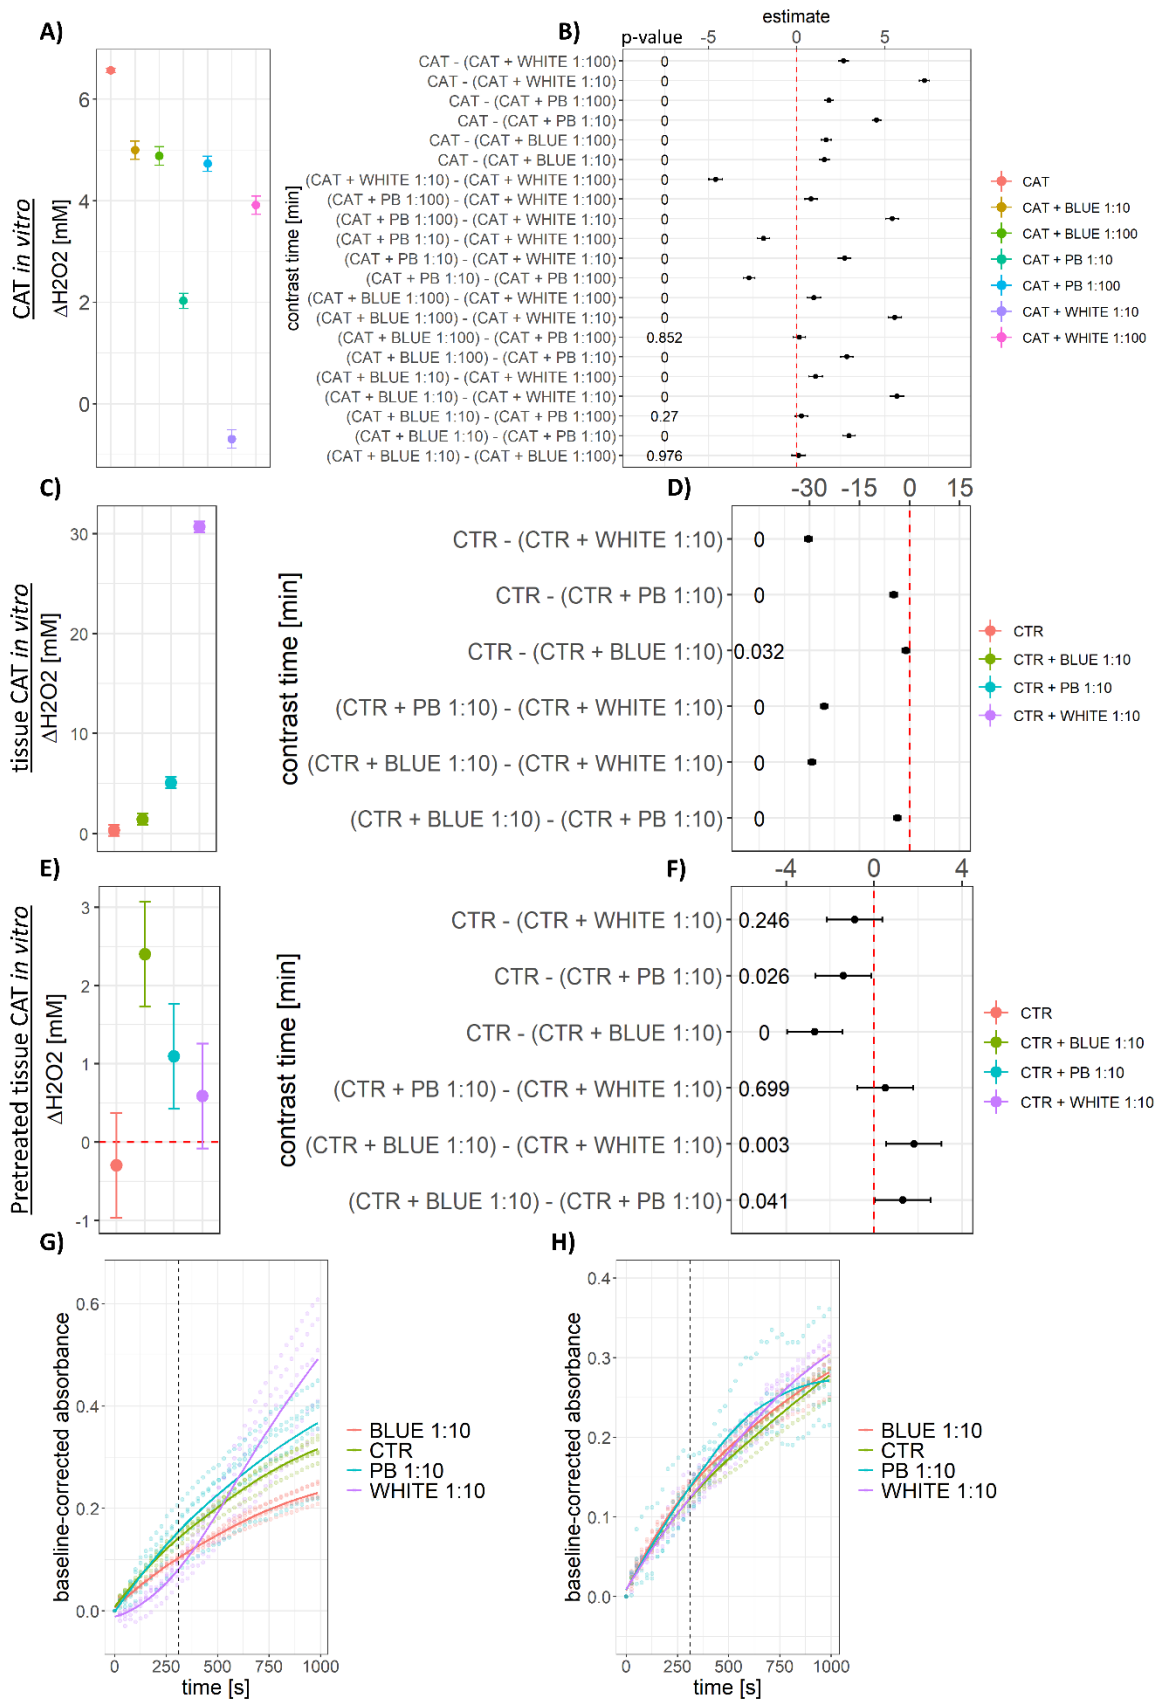 A)
CAT in vitro
ΔH2O2 [mM]
6
4
2
0
B)
estimate
p-value
-5
0
5
contrast time [min]
CAT - (CAT + WHITE 1:100) 0
CAT - (CAT + WHITE 1:10) 0
CAT - (CAT + PB 1:100) 0
CAT - (CAT + PB 1:10) 0
CAT - (CAT + BLUE 1:100) 0
CAT - (CAT + BLUE 1:10) 0
(CAT + WHITE 1:10) - (CAT + WHITE 1:100) 0
(CAT + PB 1:100) - (CAT + WHITE 1:100) 0
(CAT + PB 1:100) - (CAT + WHITE 1:10) 0
(CAT + PB 1:10) - (CAT + WHITE 1:100) 0
(CAT + PB 1:10) - (CAT + WHITE 1:10) 0
(CAT + PB 1:10) - (CAT + PB 1:100) 0
(CAT + BLUE 1:100) - (CAT + WHITE 1:100) 0
(CAT + BLUE 1:100) - (CAT + WHITE 1:10) 0
(CAT + BLUE 1:100) - (CAT + PB 1:100) 0.852
(CAT + BLUE 1:100) - (CAT + PB 1:10) 0
(CAT + BLUE 1:10) - (CAT + WHITE 1:100) 0
(CAT + BLUE 1:10) - (CAT + WHITE 1:10) 0
(CAT + BLUE 1:10) - (CAT + PB 1:100) 0.27
(CAT + BLUE 1:10) - (CAT + PB 1:10) 0
(CAT + BLUE 1:10) - (CAT + BLUE 1:100) 0.976
CAT
CAT + BLUE 1:10
CAT + BLUE 1:100
CAT + PB 1:10
CAT + PB 1:100
CAT + WHITE 1:10
CAT + WHITE 1:100
C)
tissue CAT in vitro
ΔH2O2 [mM]
30
20
10
0
D)
-30
-15
0
15
contrast time [min]
CTR - (CTR + WHITE 1:10) 0
CTR - (CTR + PB 1:10) 0
CTR - (CTR + BLUE 1:10) 0.032
(CTR + PB 1:10) - (CTR + WHITE 1:10) 0
(CTR + BLUE 1:10) - (CTR + WHITE 1:10) 0
(CTR + BLUE 1:10) - (CTR + PB 1:10) 0
CTR
CTR + BLUE 1:10
CTR + PB 1:10
CTR + WHITE 1:10
E)
Pretreated tissue CAT in vitro
ΔH2O2 [mM]
3
2
1
0
-1
F)
-4
0
4
contrast time [min]
CTR - (CTR + WHITE 1:10) 0.246
CTR - (CTR + PB 1:10) 0.026
CTR - (CTR + BLUE 1:10) 0
(CTR + PB 1:10) - (CTR + WHITE 1:10) 0.699
(CTR + BLUE 1:10) - (CTR + WHITE 1:10) 0.003
(CTR + BLUE 1:10) - (CTR + PB 1:10) 0.041
CTR
CTR + BLUE 1:10
CTR + PB 1:10
CTR + WHITE 1:10
G)
baseline-corrected absorbance
0.6
0.4
0.2
0.0
0
250
500
750
1000
time [s]
BLUE 1:10
CTR
PB 1:10
WHITE 1:10
H)
baseline-corrected absorbance
0.4
0.3
0.2
0.1
0.0
0
250
500
750
1000
time [s]
BLUE 1:10
CTR
PB 1:10
WHITE 1:10